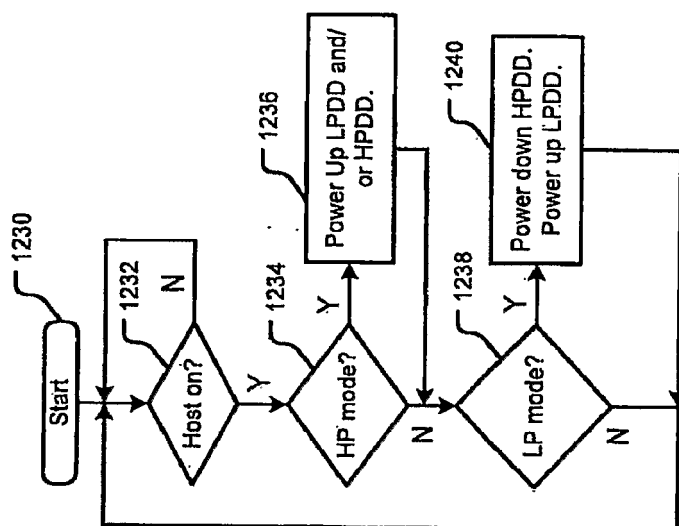 Start
1230
Host on?
1232
N
Y
HP mode?
1234
Y
N
Power Up LPDD and/
or HPDD.
1236
LP mode?
1238
Y
N
Power down HPDD.
Power up LPDD.
1240